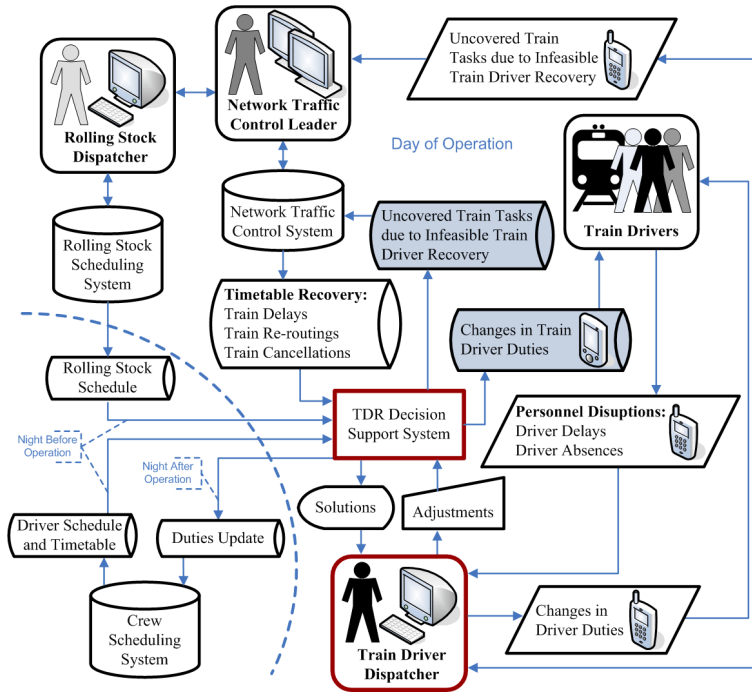 Uncovered Train
Tasks due to Infeasible
Train Driver Recovery
Rolling Stock
Dispatcher
Network Traffic
Control Leader
Day of Operation
Train Drivers
Rolling Stock
Scheduling
System
Network Traffic
Control System
Uncovered Train Tasks
due to Infeasible Train
Driver Recovery
Timetable Recovery:
Train Delays
Train Re-routings
Train Cancellations
Changes in Train
Driver Duties
Rolling Stock
Schedule
TDR Decision
Support System
Personnel Disuptions:
Driver Delays
Driver Absences
Night Before
Operation
Night After
Operation
Driver Schedule
and Timetable
Duties Update
Solutions
Adjustments
Crew
Scheduling
System
Train Driver
Dispatcher
Changes in
Driver Duties